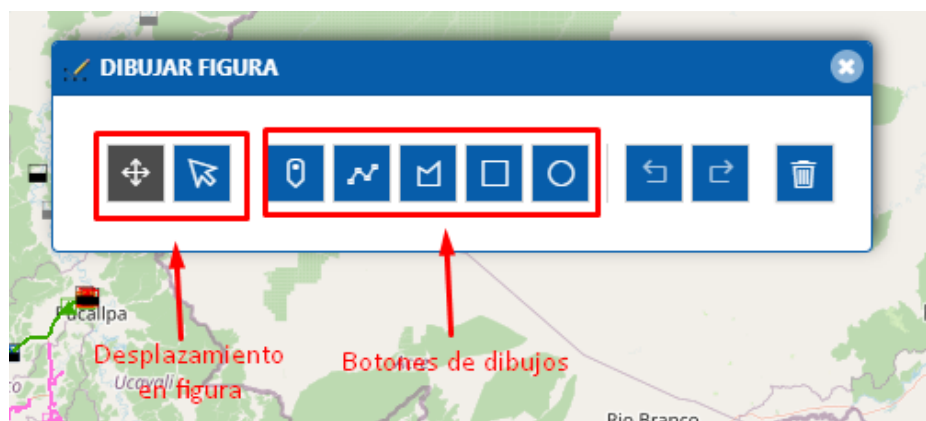 DIBUJAR FIGURA
Pucallpa
Desplazamiento
en figura
Ucayali
Botones de dibujos
Rio Branco